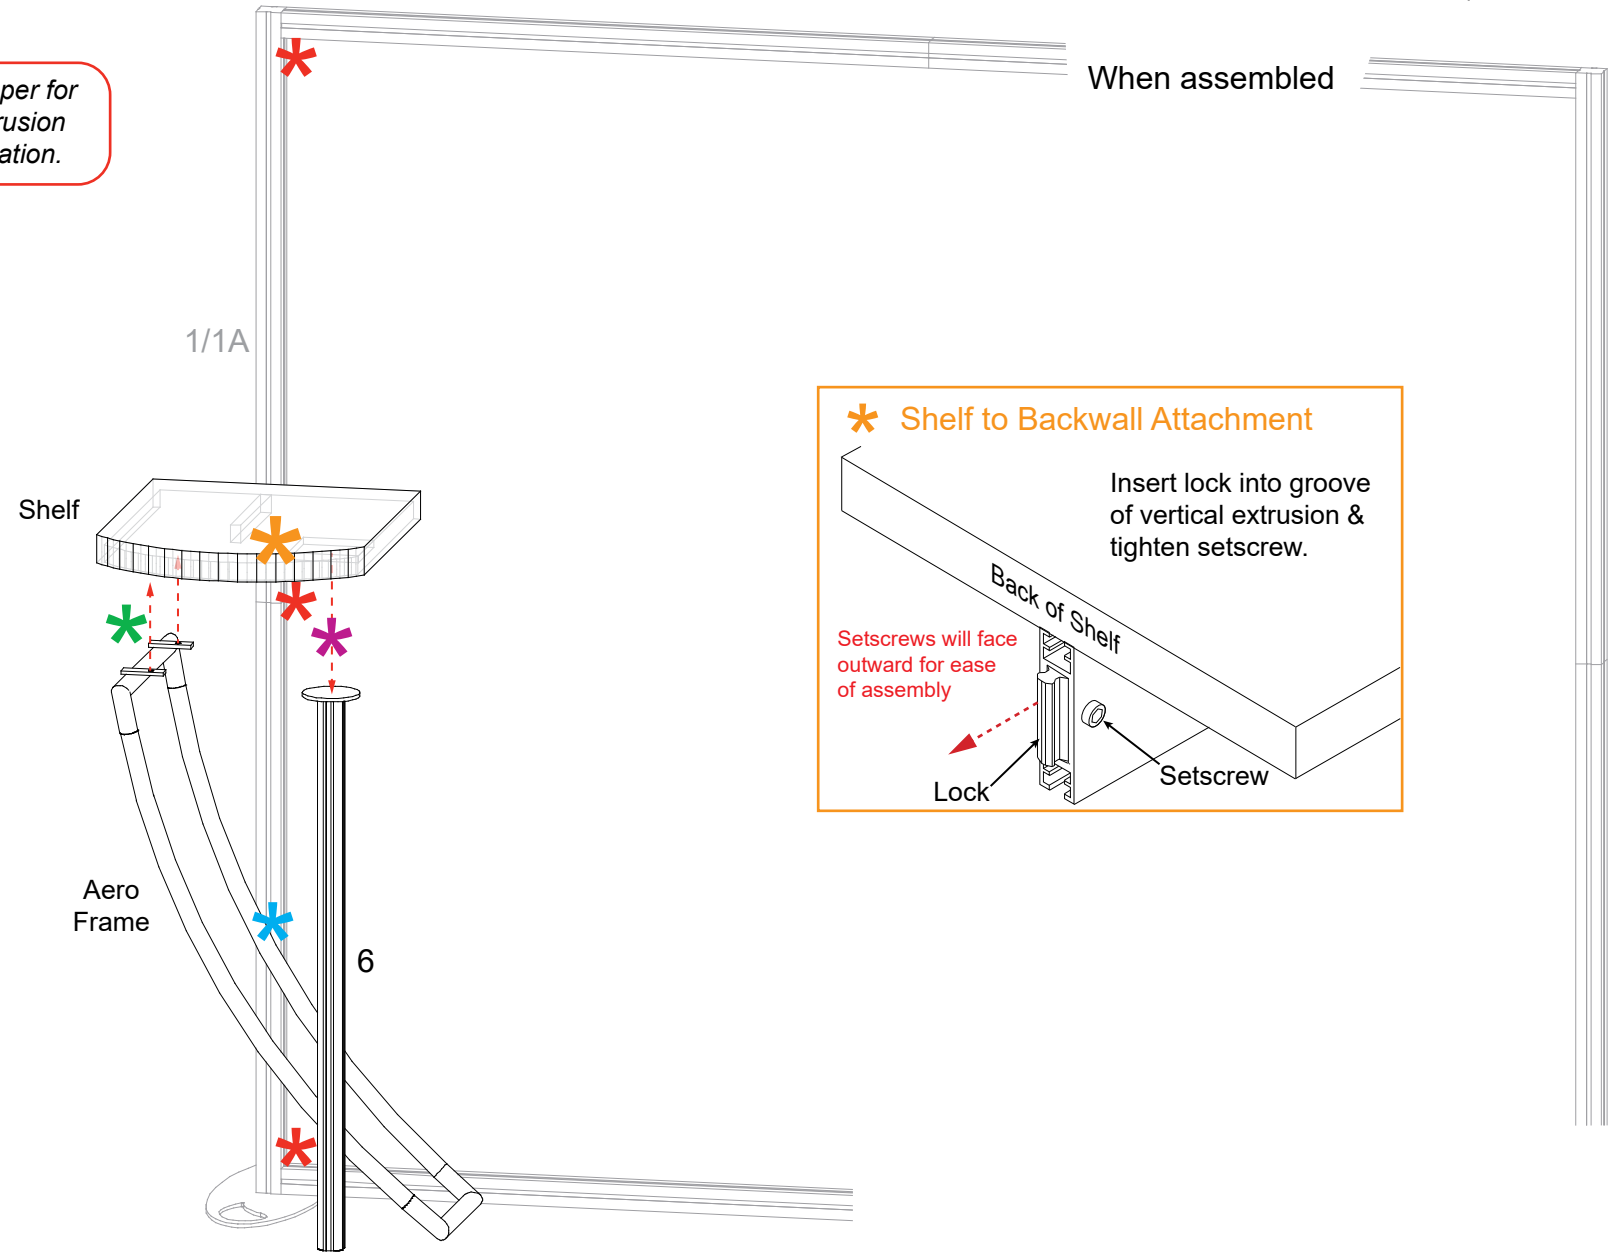 per for
rusion
ation.
When assembled
1/1A
* Shelf to Backwall Attachment
Insert lock into groove
of vertical extrusion &
tighten setscrew.
Back of Shelf
Setscrews will face
outward for ease
of assembly
Setscrew
Lock
Shelf
Aero
Frame
6